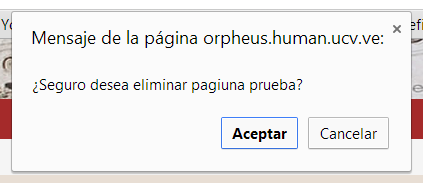 Mensaje de la página orpheus.human.ucv.ve:
¿Seguro desea eliminar pagiuna prueba?
Aceptar
Cancelar